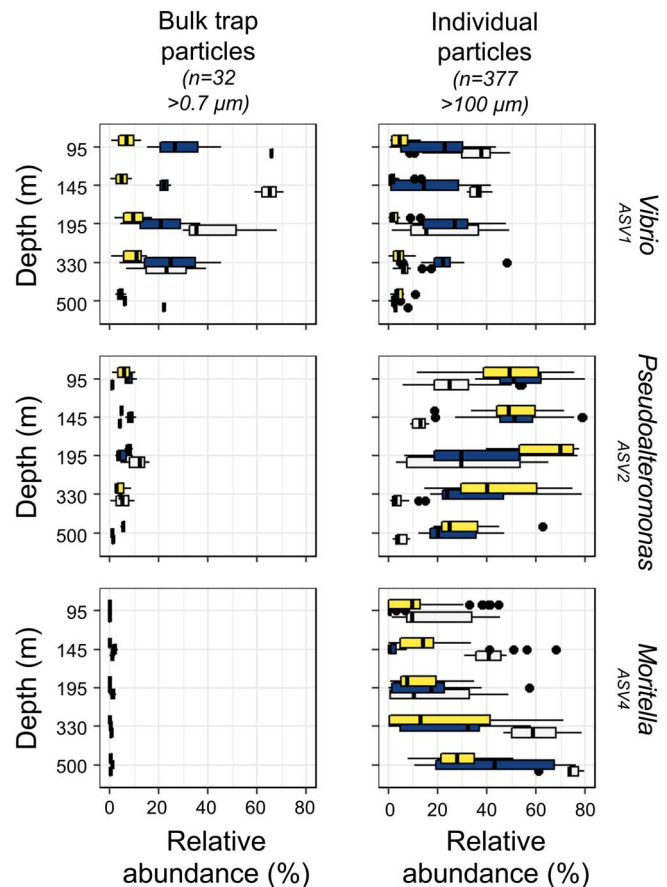 Bulk trap
particles
(n=32
>0.7 µm)
Individual
particles
(n=377
>100 µm)
Depth (m)
95
145
195
330
500
Vibrio
ASV1
Depth (m)
95
145
195
330
500
Pseudoalteromonas
ASV2
Depth (m)
95
145
195
330
500
Moritella
ASV4
0 20 40 60 80
0 20 40 60 80
Relative
abundance (%)
Relative
abundance (%)